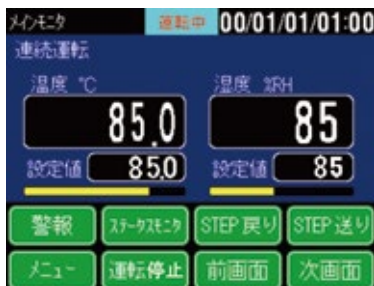 メインモニタ 運転中 00/01/01/01:00
連続運転
温度 ℃ 湿度 %RH
85.0 85
設定値 85.0 設定値 85
警報 ステータスモニタ STEP戻り STEP送り
メニュー 運転停止 前画面 次画面